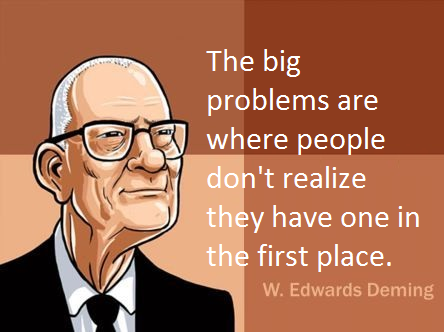 The big
problems are
where people
don't realize
they have one in
the first place.
W. Edwards Deming